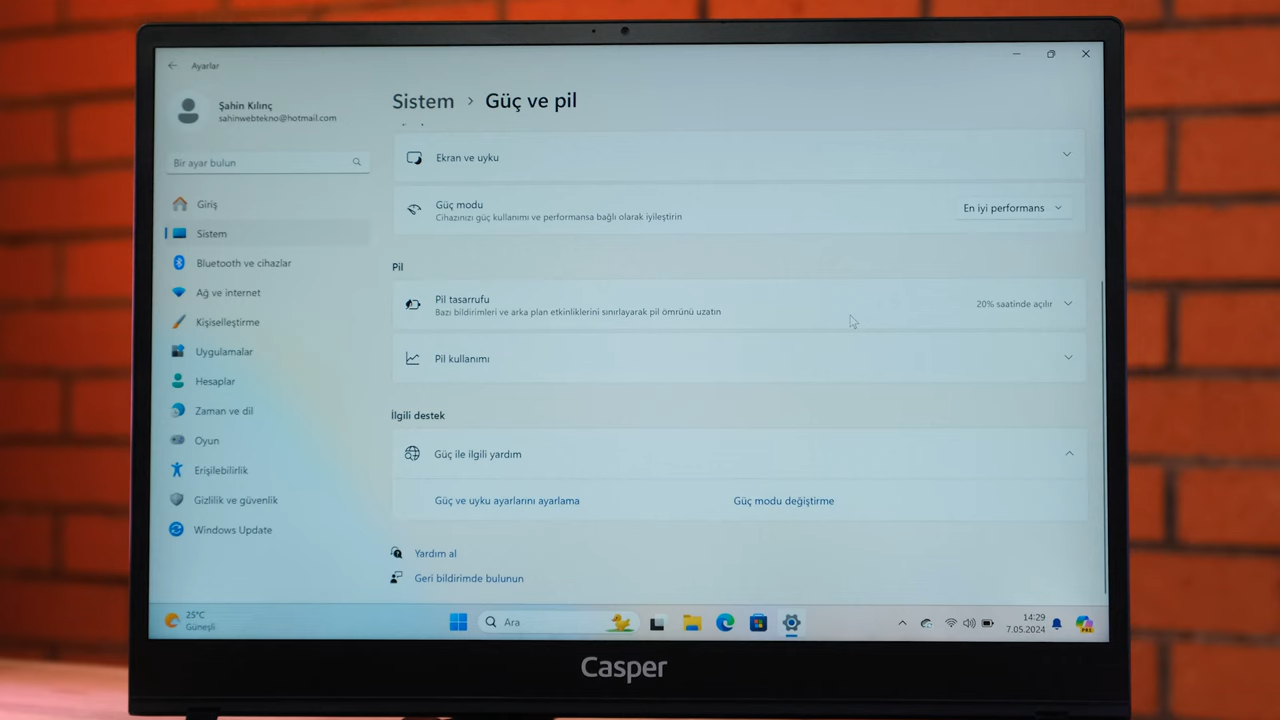 Ayarlar
Şahin Kılınç
sahinwebtekno@hotmail.com
Bir ayar bulun
Giriş
Sistem
Bluetooth ve cihazlar
Ağ ve internet
Kişiselleştirme
Uygulamalar
Hesaplar
Zaman ve dil
Oyun
Erişilebilirlik
Gizlilik ve güvenlik
Windows Update
Sistem > Güç ve pil
Ekran ve uyku
Güç modu
Cihazınızı güç kullanımı ve performansa bağlı olarak iyileştirin
En iyi performans
Pil
Pil tasarrufu
Bazı bildirimleri ve arka plan etkinliklerini sınırlayarak pil ömrünü uzatın
20% saatinde açılır
Pil kullanımı
İlgili destek
Güç ile ilgili yardım
Güç ve uyku ayarlarını ayarlama
Güç modu değiştirme
Yardım al
Geri bildirimde bulunun
25°C
Güneşli
Ara
14:29
7.05.2024
PRE
Casper